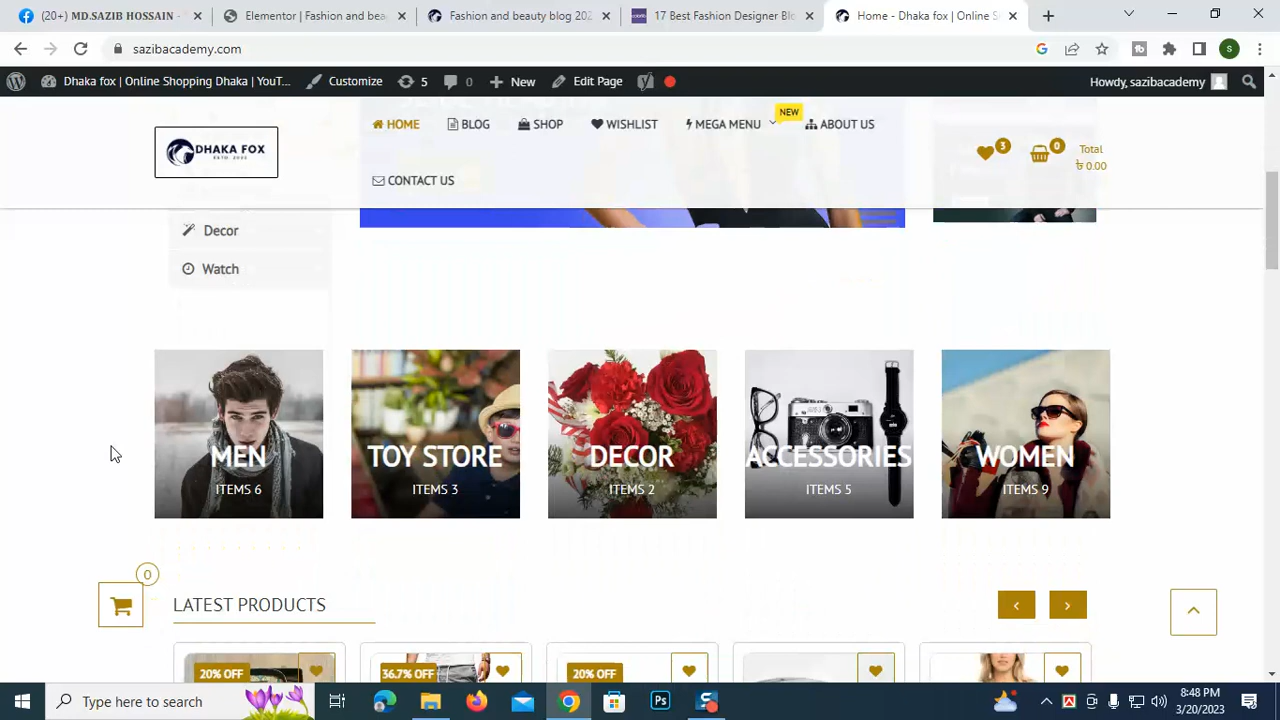 (20+) MD.SAZIB HOSSAIN -
Elementor | Fashion and bea
Fashion and beauty blog 202
17 Best Fashion Designer Blo
Home - Dhaka fox | Online S
sazibacademy.com
S
Dhaka fox | Online Shopping Dhaka | YouT...
Customize
5
0
New
Edit Page
Howdy, sazibacademy
DHAKA FOX
HOME
BLOG
SHOP
WISHLIST
MEGA MENU
NEW
ABOUT US
CONTACT US
3
0
Total
৳ 0.00
Decor
Watch
MEN
ITEMS 6
TOY STORE
ITEMS 3
DECOR
ITEMS 2
ACCESSORIES
ITEMS 5
WOMEN
ITEMS 9
0
LATEST PRODUCTS
20% OFF
36.7% OFF
20% OFF
Type here to search
Ps
S
8:48 PM
3/20/2023